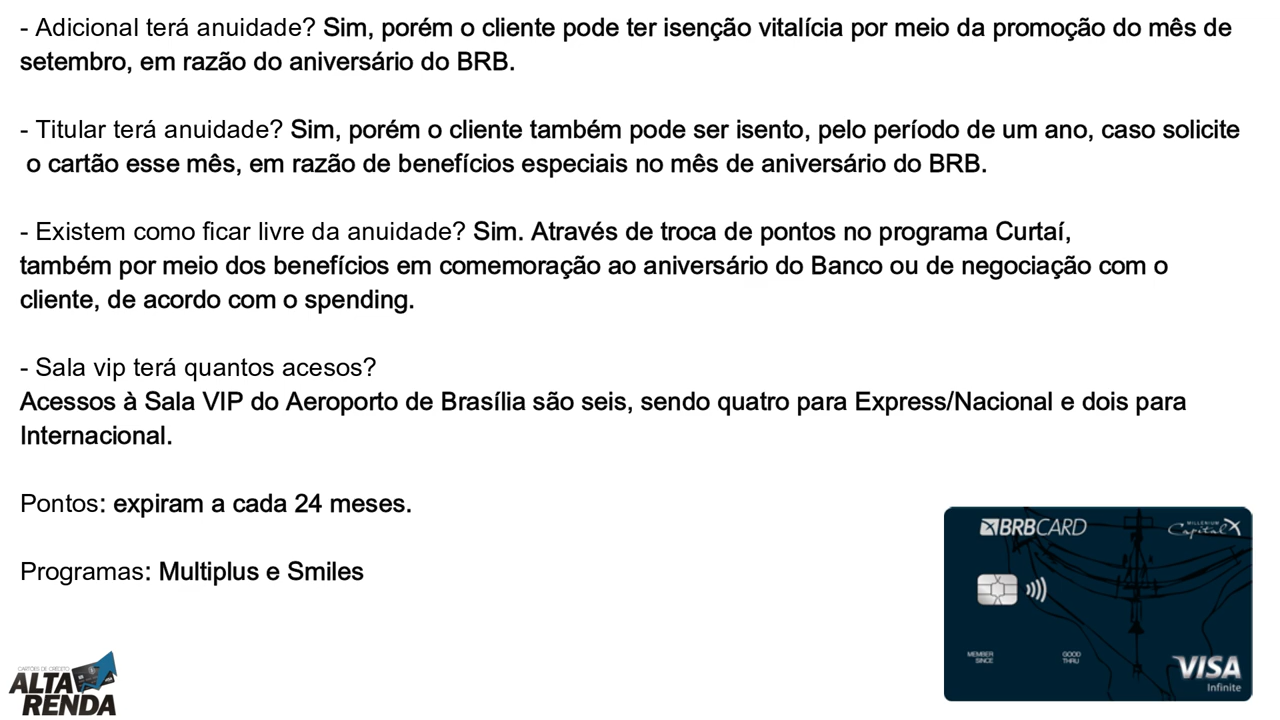 - Adicional terá anuidade? Sim, porém o cliente pode ter isenção vitalícia por meio da promoção do mês de
setembro, em razão do aniversário do BRB.
- Titular terá anuidade? Sim, porém o cliente também pode ser isento, pelo período de um ano, caso solicite
o cartão esse mês, em razão de benefícios especiais no mês de aniversário do BRB.
- Existem como ficar livre da anuidade? Sim. Através de troca de pontos no programa Curtaí,
também por meio dos benefícios em comemoração ao aniversário do Banco ou de negociação com o
cliente, de acordo com o spending.
- Sala vip terá quantos acesos?
Acessos à Sala VIP do Aeroporto de Brasília são seis, sendo quatro para Express/Nacional e dois para
Internacional.
Pontos: expiram a cada 24 meses.
Programas: Multiplus e Smiles
BRBCARD
MILLENIUM
Capital
MEMBER
SINCE
GOOD
THRU
VISA
Infinite
CARTÕES DE CRÉDITO
ALTA
RENDA